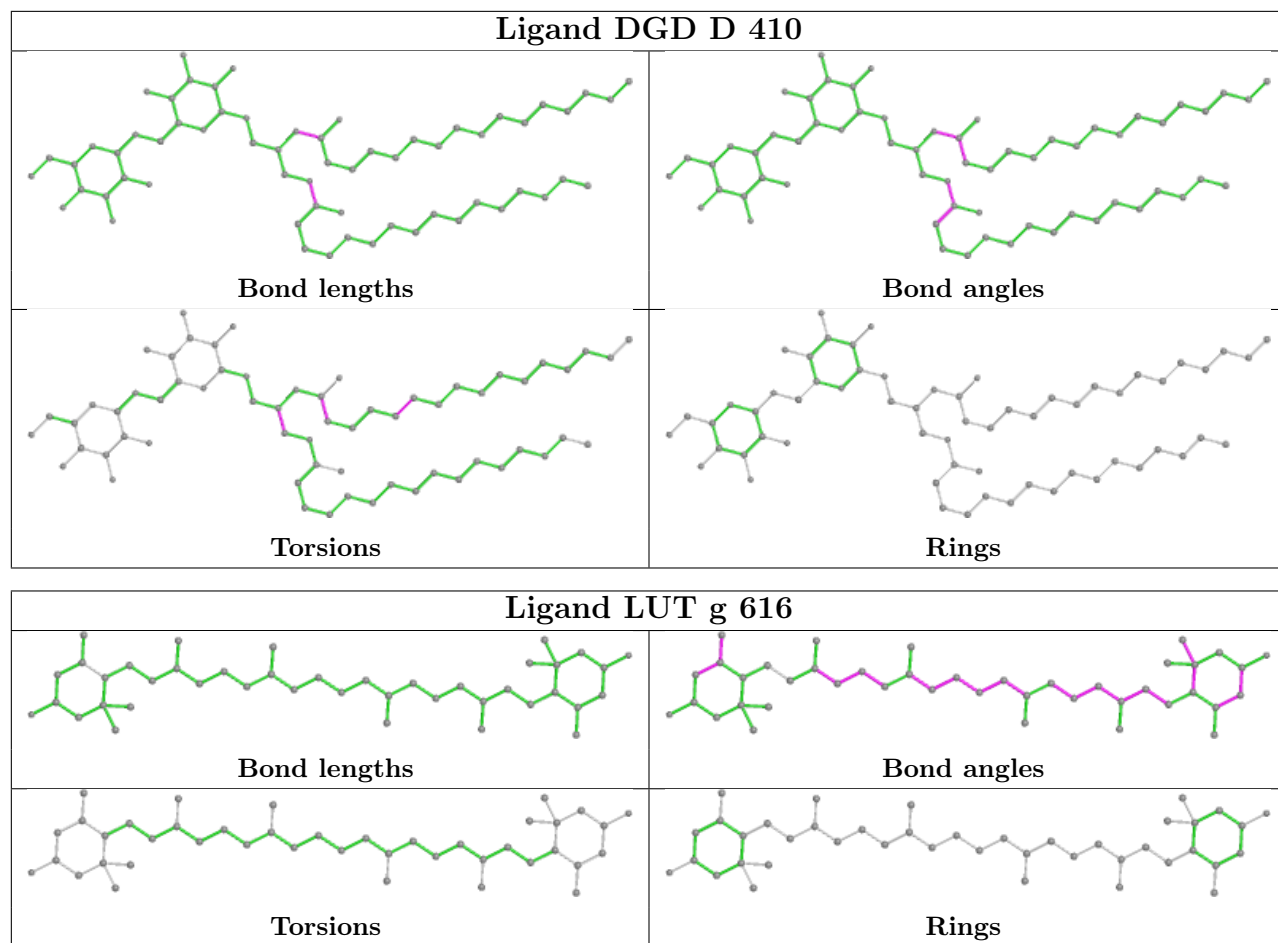 Ligand DGD D 410
Bond lengths
Bond angles
Torsions
Rings
Ligand LUT g 616
Bond lengths
Bond angles
Torsions
Rings